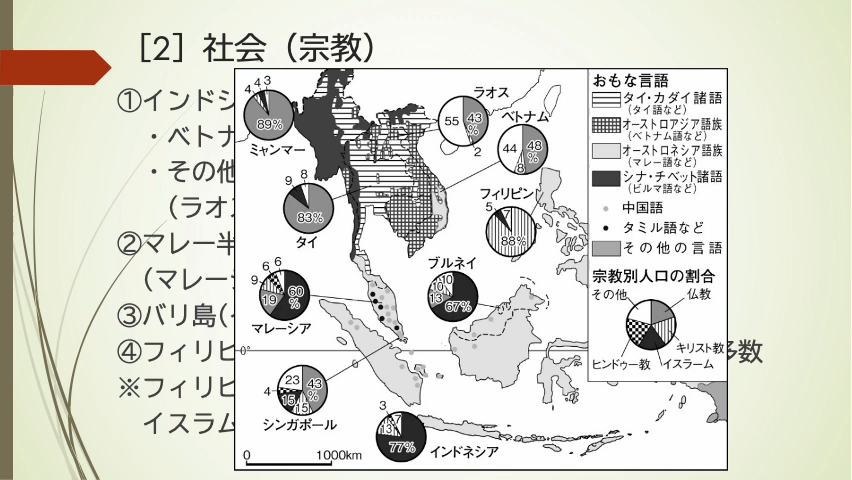 ［2］社会（宗教）
①インドシ
・ベトナ
・その他
（ラオス
②マレー半
（マレーシ
③バリ島(
④フィリピ
多数
※フィリピ
イスラム
4 4 3
89%
ミャンマー
ラオス
55
43%
2
ベトナム
44
48%
8
9 8
83%
タイ
フィリピン
5 7
88%
ブルネイ
10
10
13
67%
6 6
9
19
60%
マレーシア
0°
0
23
43%
4
15
15
シンガポール
3
7
13
77%
インドネシア
0 1000km
おもな言語
タイ・カダイ諸語
（タイ語など）
オーストロアジア語族
（ベトナム語など）
オーストロネシア語族
（マレー語など）
シナ・チベット諸語
（ビルマ語など）
中国語
タミル語など
その他の言語
宗教別人口の割合
その他
仏教
キリスト教
ヒンドゥー教
イスラーム